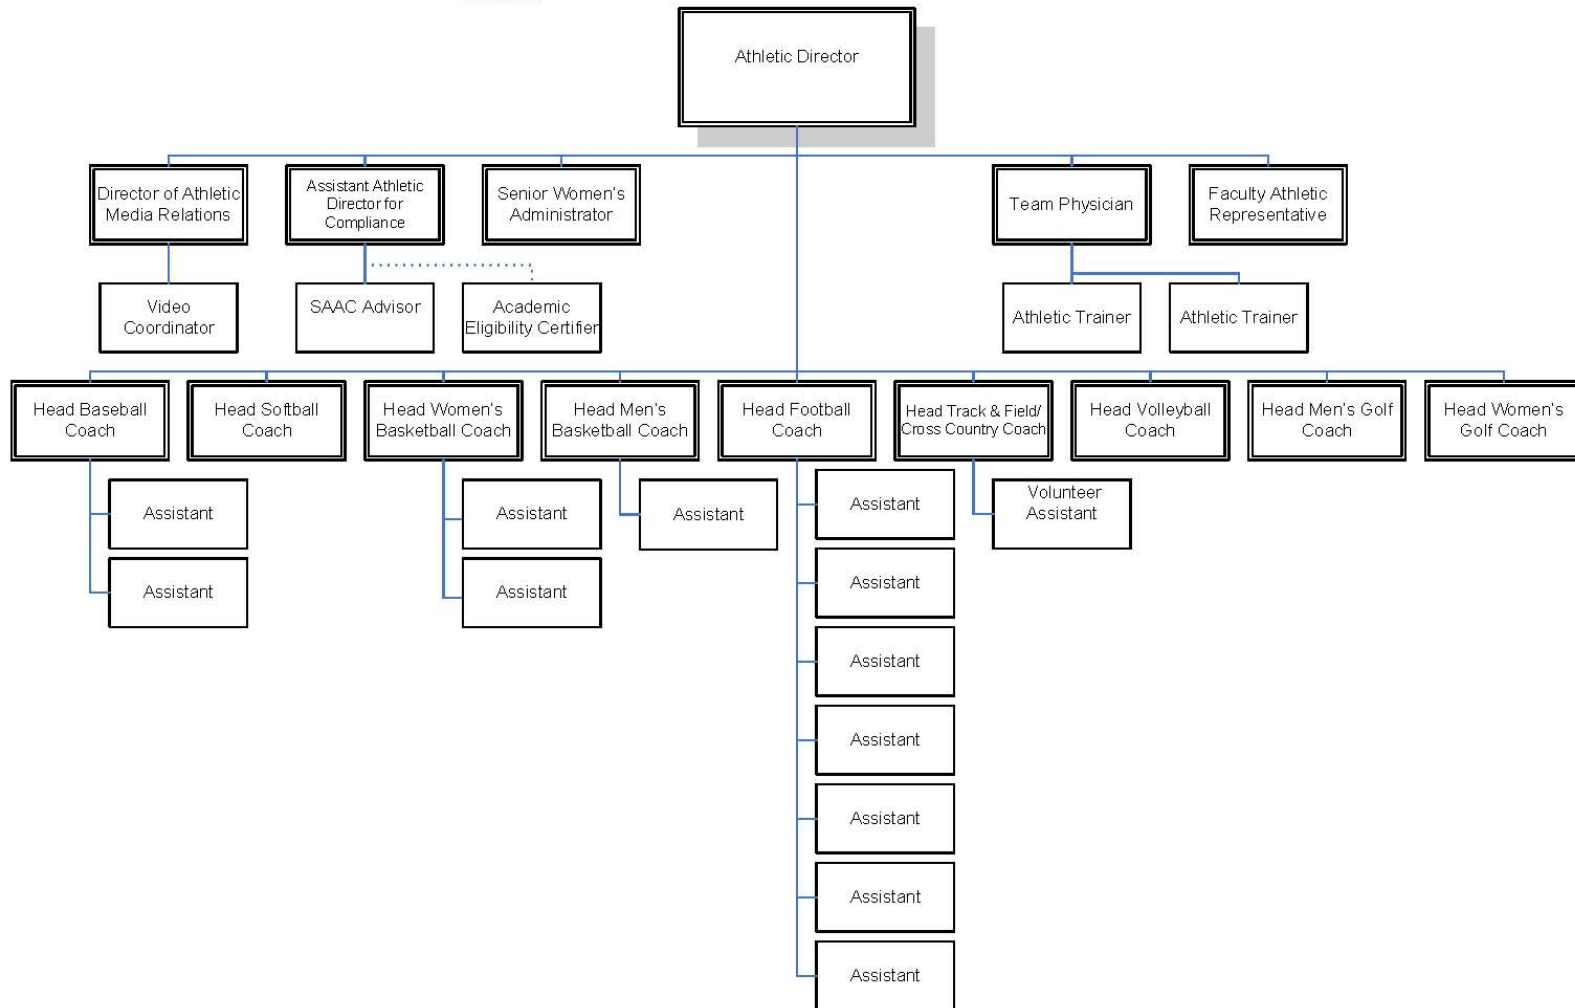 Athletic Director
Director of Athletic
Media Relations
Assistant Athletic
Director for
Compliance
Senior Women's
Administrator
Team Physician
Faculty Athletic
Representative
Video
Coordinator
SAAC Advisor
Academic
Eligibility Certifier
Athletic Trainer
Athletic Trainer
Head Baseball
Coach
Head Softball
Coach
Head Women's
Basketball Coach
Head Men's
Basketball Coach
Head Football
Coach
Head Track & Field/
Cross Country Coach
Head Volleyball
Coach
Head Men's Golf
Coach
Head Women's
Golf Coach
Assistant
Assistant
Assistant
Assistant
Assistant
Assistant
Assistant
Assistant
Assistant
Assistant
Assistant
Assistant
Volunteer
Assistant